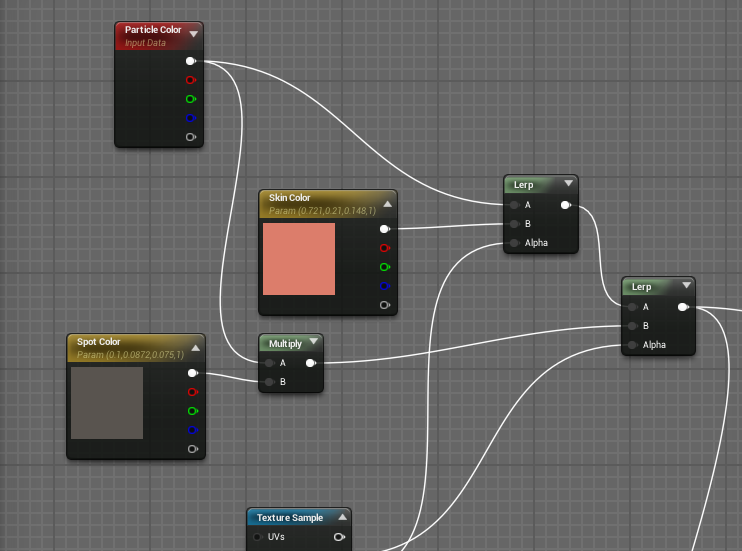 Particle Color
Input Data
Skin Color
Param (0.721,0.21,0.148,1)
Lerp
A
B
Alpha
Lerp
A
B
Alpha
Spot Color
Param (0.1,0.0872,0.075,1)
Multiply
A
B
Texture Sample
UVs